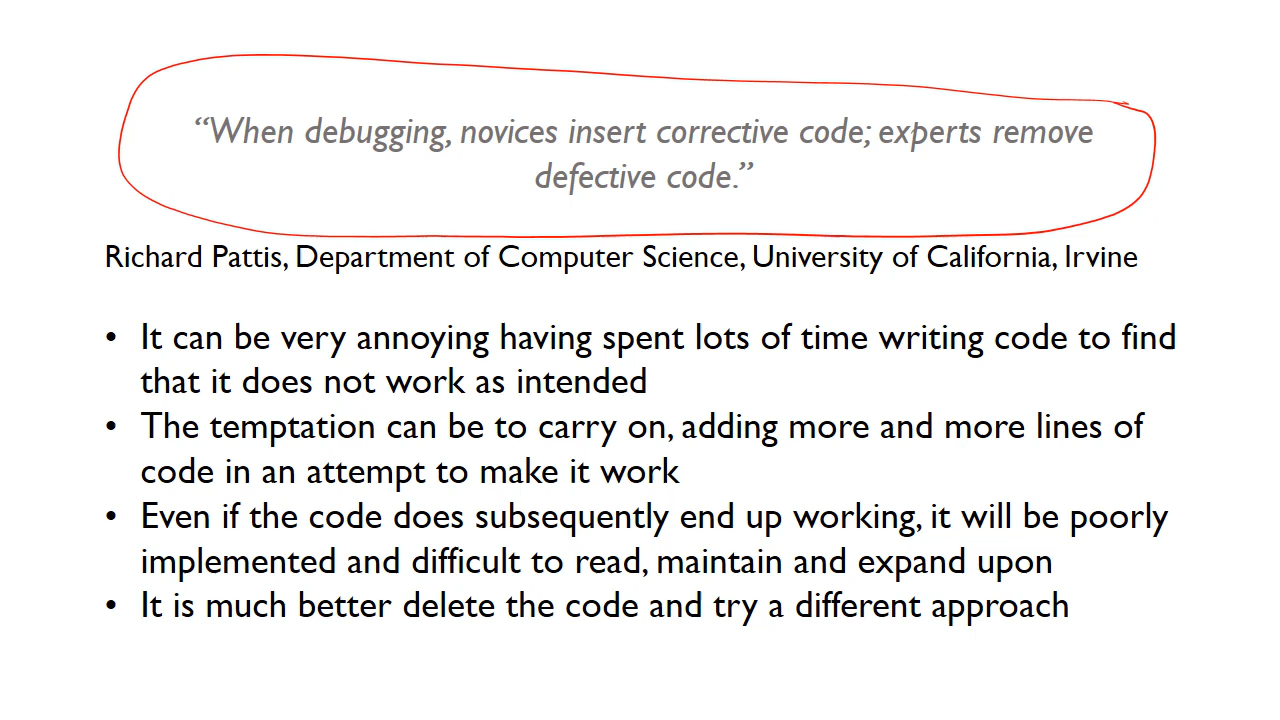 “When debugging, novices insert corrective code; experts remove
defective code.”
Richard Pattis, Department of Computer Science, University of California, Irvine
• It can be very annoying having spent lots of time writing code to find
that it does not work as intended
• The temptation can be to carry on, adding more and more lines of
code in an attempt to make it work
• Even if the code does subsequently end up working, it will be poorly
implemented and difficult to read, maintain and expand upon
• It is much better delete the code and try a different approach